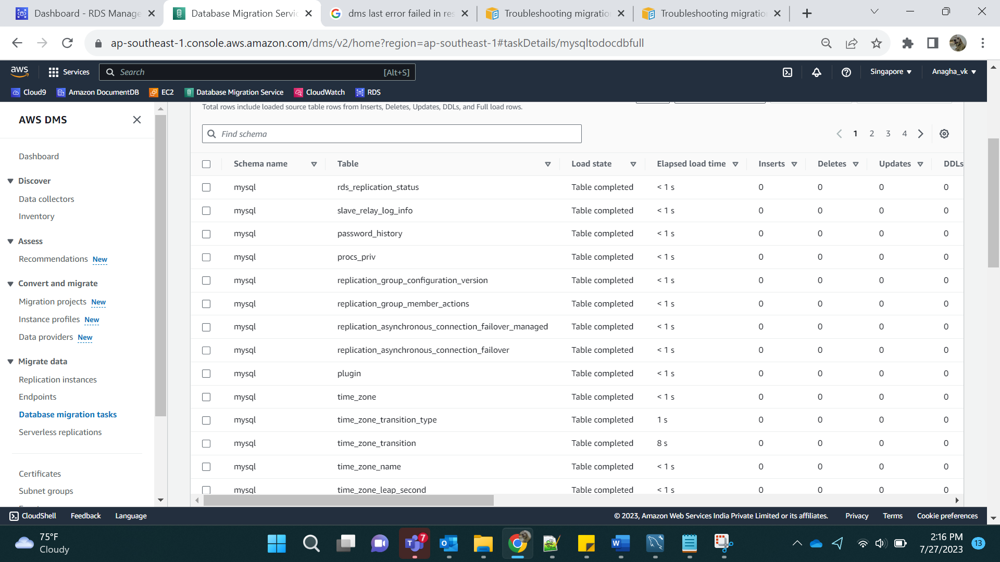 Dashboard - RDS Manage
Database Migration Servic
dms last error failed in res
Troubleshooting migratio
Troubleshooting migratio
ap-southeast-1.console.aws.amazon.com/dms/v2/home?region=ap-southeast-1#taskDetails/mysqltodocdbfull
aws
Services
Search
[Alt+S]
Singapore
Anagha_vk
Cloud9
Amazon DocumentDB
EC2
Database Migration Service
CloudWatch
RDS
AWS DMS
Dashboard
Discover
Data collectors
Inventory
Assess
Recommendations New
Convert and migrate
Migration projects New
Instance profiles New
Data providers New
Migrate data
Replication instances
Endpoints
Database migration tasks
Serverless replications
Certificates
Subnet groups
Total rows include loaded source table rows from Inserts, Deletes, Updates, DDLs, and Full load rows.
Find schema
1 2 3 4
Schema name Table Load state Elapsed load time Inserts Deletes Updates DDLs
mysql rds_replication_status Table completed < 1 s 0 0 0 0
mysql slave_relay_log_info Table completed < 1 s 0 0 0 0
mysql password_history Table completed < 1 s 0 0 0 0
mysql procs_priv Table completed < 1 s 0 0 0 0
mysql replication_group_configuration_version Table completed < 1 s 0 0 0 0
mysql replication_group_member_actions Table completed < 1 s 0 0 0 0
mysql replication_asynchronous_connection_failover_managed Table completed < 1 s 0 0 0 0
mysql replication_asynchronous_connection_failover Table completed < 1 s 0 0 0 0
mysql plugin Table completed < 1 s 0 0 0 0
mysql time_zone Table completed < 1 s 0 0 0 0
mysql time_zone_transition_type Table completed 1 s 0 0 0 0
mysql time_zone_transition Table completed 8 s 0 0 0 0
mysql time_zone_name Table completed < 1 s 0 0 0 0
mysql time_zone_leap_second Table completed < 1 s 0 0 0 0
CloudShell
Feedback
Language
© 2023, Amazon Web Services India Private Limited or its affiliates.
Privacy
Terms
Cookie preferences
75°F
Cloudy
7
2:16 PM
7/27/2023
13